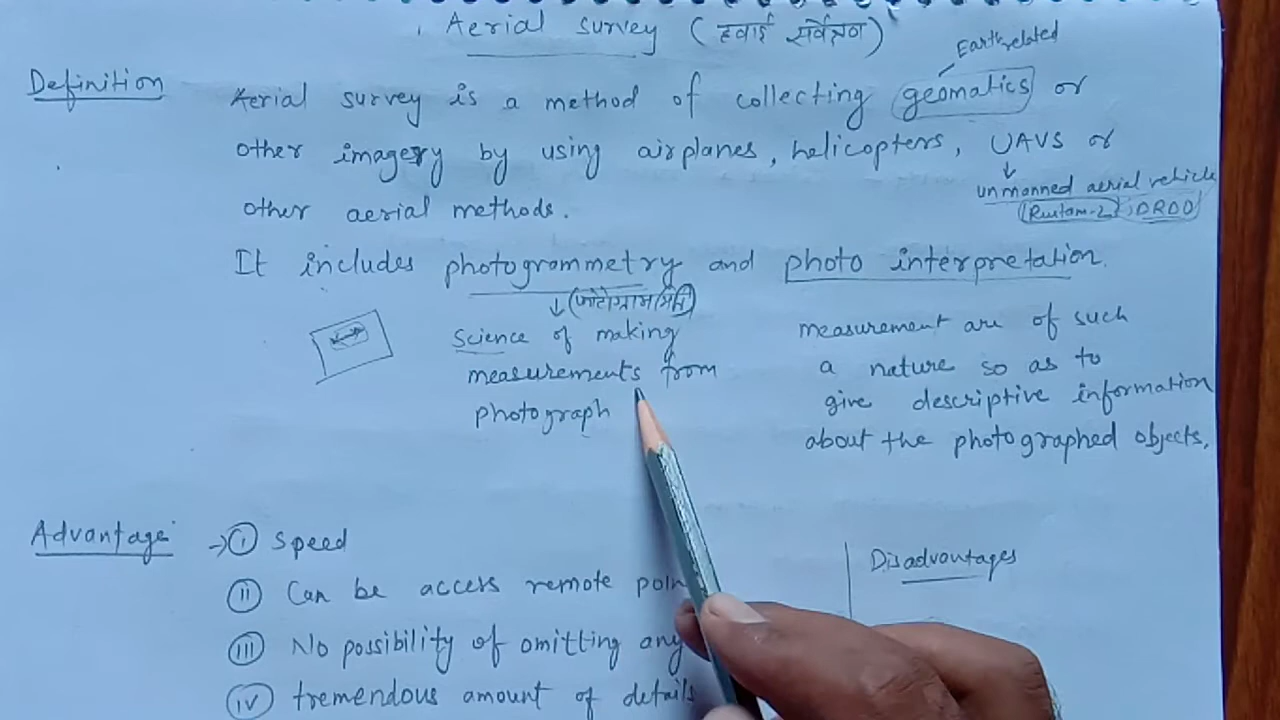 Aerial survey (हवाई सर्वेक्षण)
Earth related
Definition
Aerial survey is a method of collecting geomatics or
other imagery by using airplanes, helicopters, UAVS or
unmanned aerial vehicle
other aerial methods.
(Rustam-2), DRDO
It includes photogrammetry and photo interpretation.
(फोटोग्राममिति)
Science of making
measurements from
photograph
measurement are of such
a nature so as to
give descriptive information
about the photographed objects,
Advantage
(i) Speed
(ii) Can be access remote
(iii) No possibility of omitting any
(iv) tremendous amount of details
Disadvantages